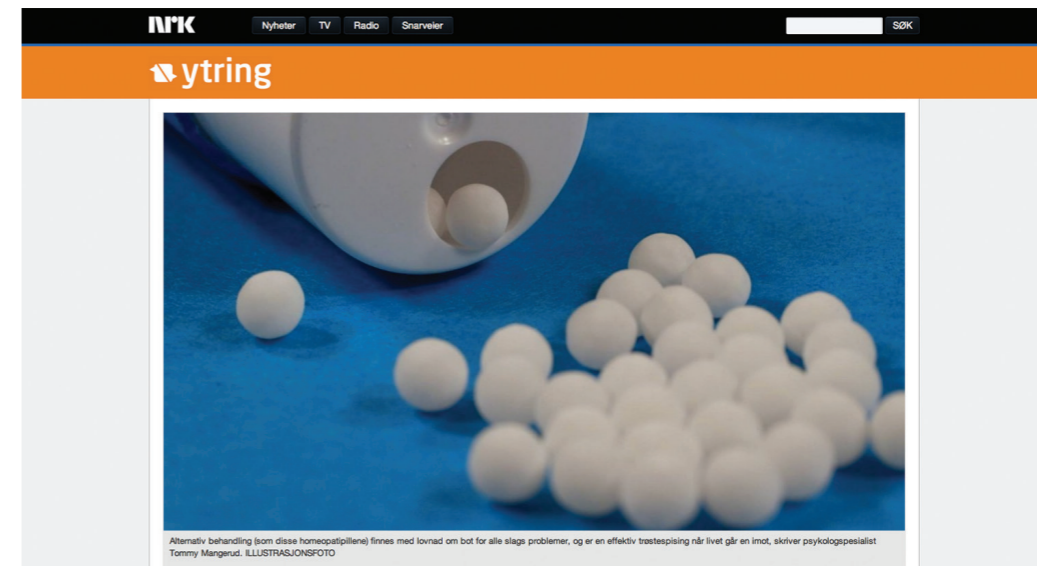 NRK
Nyheter TV Radio Snarveier
SØK
ytring
Alternativ behandling (som disse homeopatipillene) finnes med lovnad om bot for alle slags problemer, og er en effektiv trøstespising når livet går en imot, skriver psykologspesialist
Tommy Mangerud. ILLUSTRASJONSFOTO